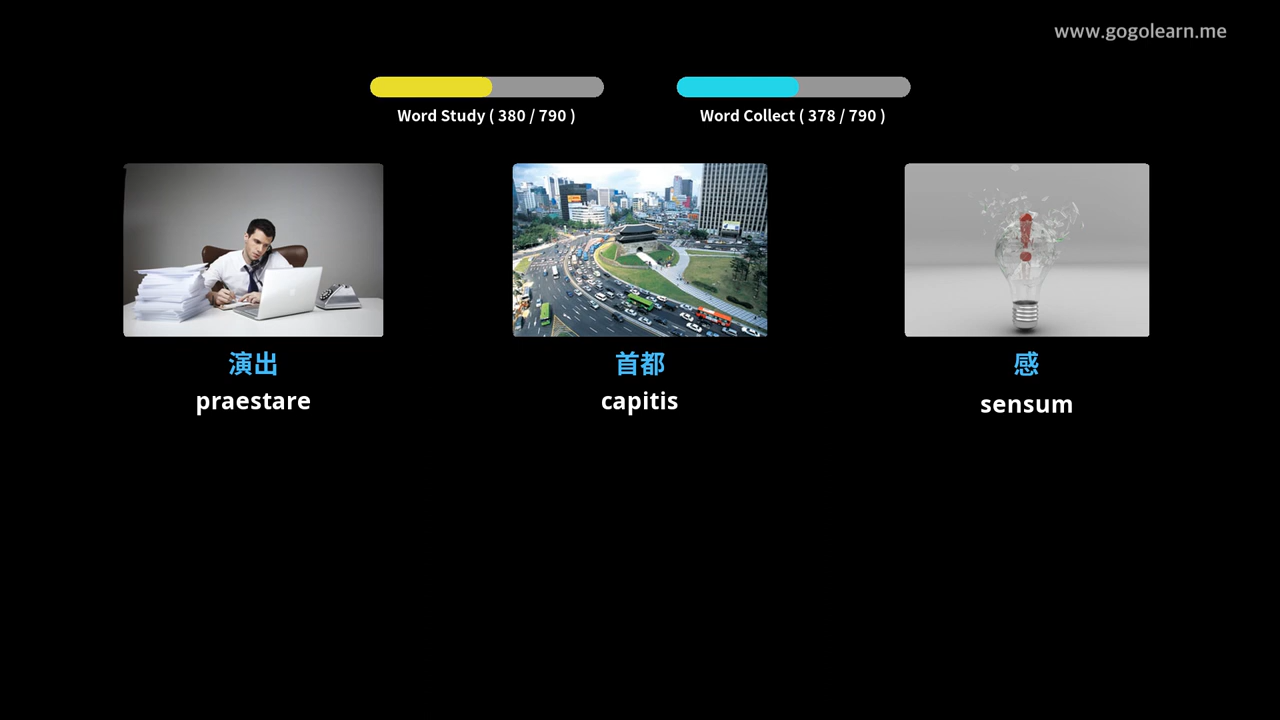 www.gogolearn.me
Word Study ( 380 / 790 )
Word Collect ( 378 / 790 )
演出
praestare
首都
capitis
感
sensum